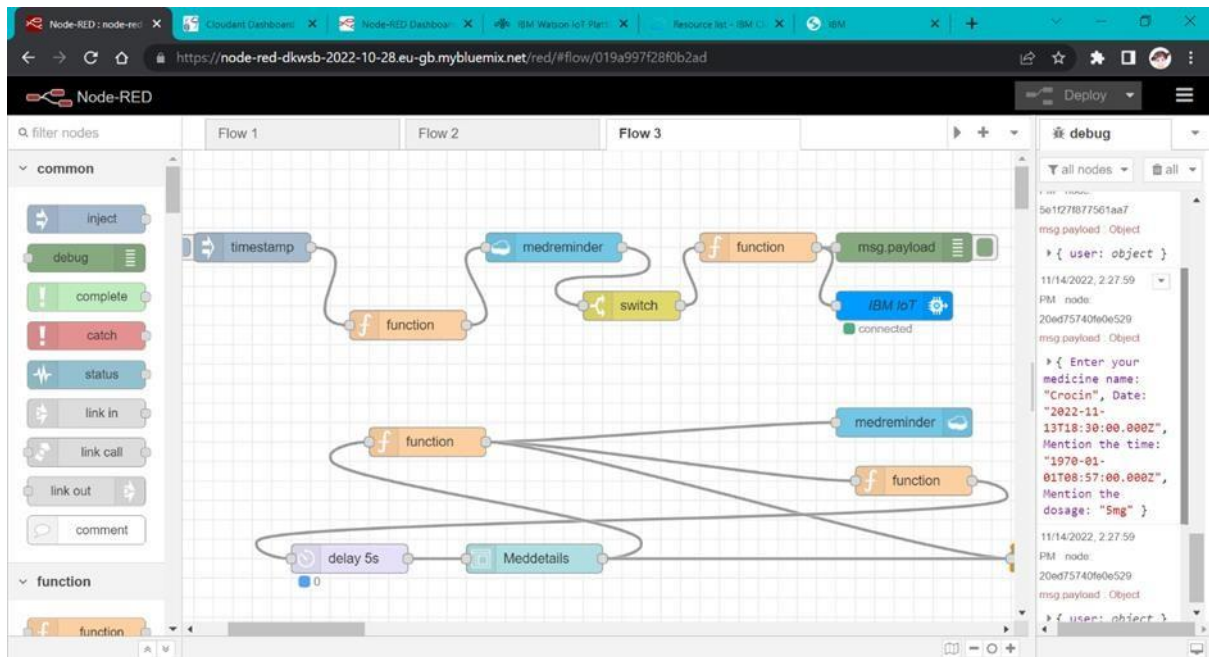 Node-RED : node-red
Cloudant Dashboard
Node-RED Dashboar
IBM Watson IoT Platf
Resource list - IBM Cl
IBM
https://node-red-dkwsb-2022-10-28.eu-gb.mybluemix.net/red/#flow/019a997f28f0b2ad
Node-RED
Deploy
filter nodes
Flow 1
Flow 2
Flow 3
debug
all nodes
all
common
inject
debug
complete
catch
status
link in
link call
link out
comment
function
function
timestamp
function
medreminder
switch
function
msg.payload
IBM IoT
connected
function
medreminder
function
delay 5s
0
Meddetails
5e1f27f877561aa7
msg.payload : Object
{ user: object }
11/14/2022, 2:27:59
PM node:
20ed75740fe0e529
msg.payload : Object
{ Enter your
medicine name:
"Crocin", Date:
"2022-11-
13T18:30:00.000Z",
Mention the time:
"1970-01-
01T08:57:00.000Z",
Mention the
dosage: "5mg" }
11/14/2022, 2:27:59
PM node:
20ed75740fe0e529
msg.payload : Object
{ user: object }